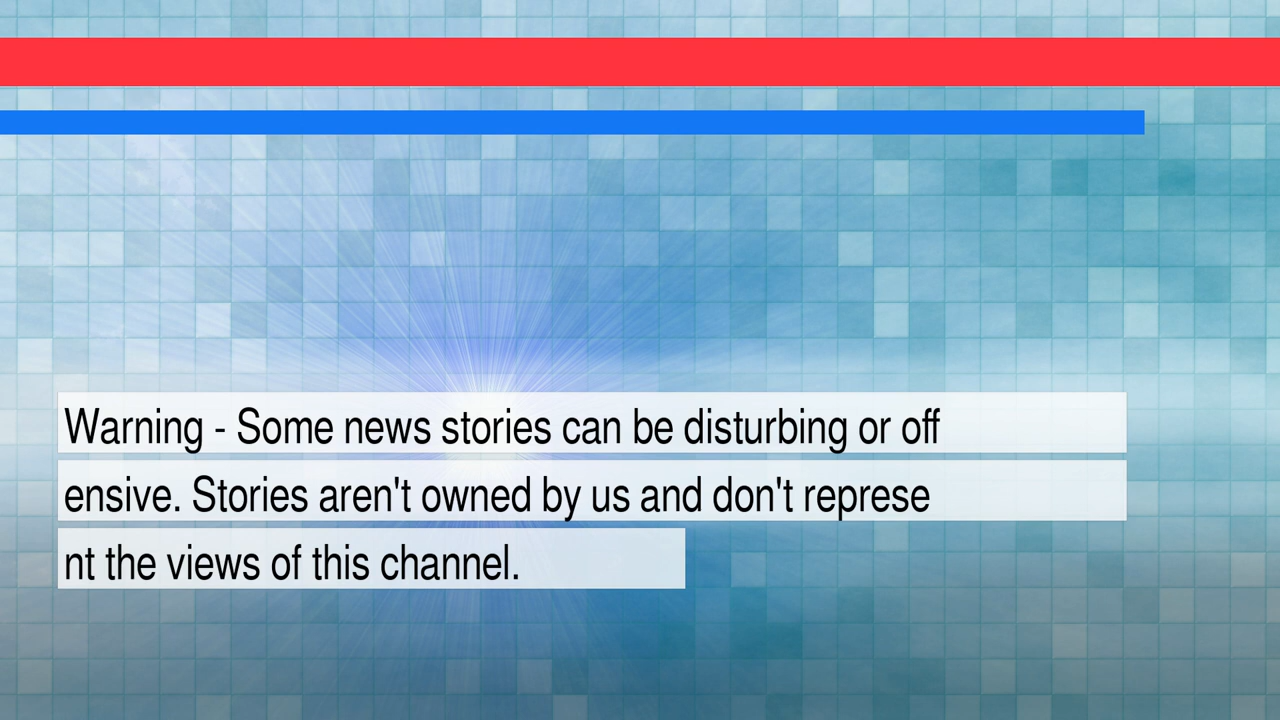 Warning - Some news stories can be disturbing or off
ensive. Stories aren't owned by us and don't represe
nt the views of this channel.